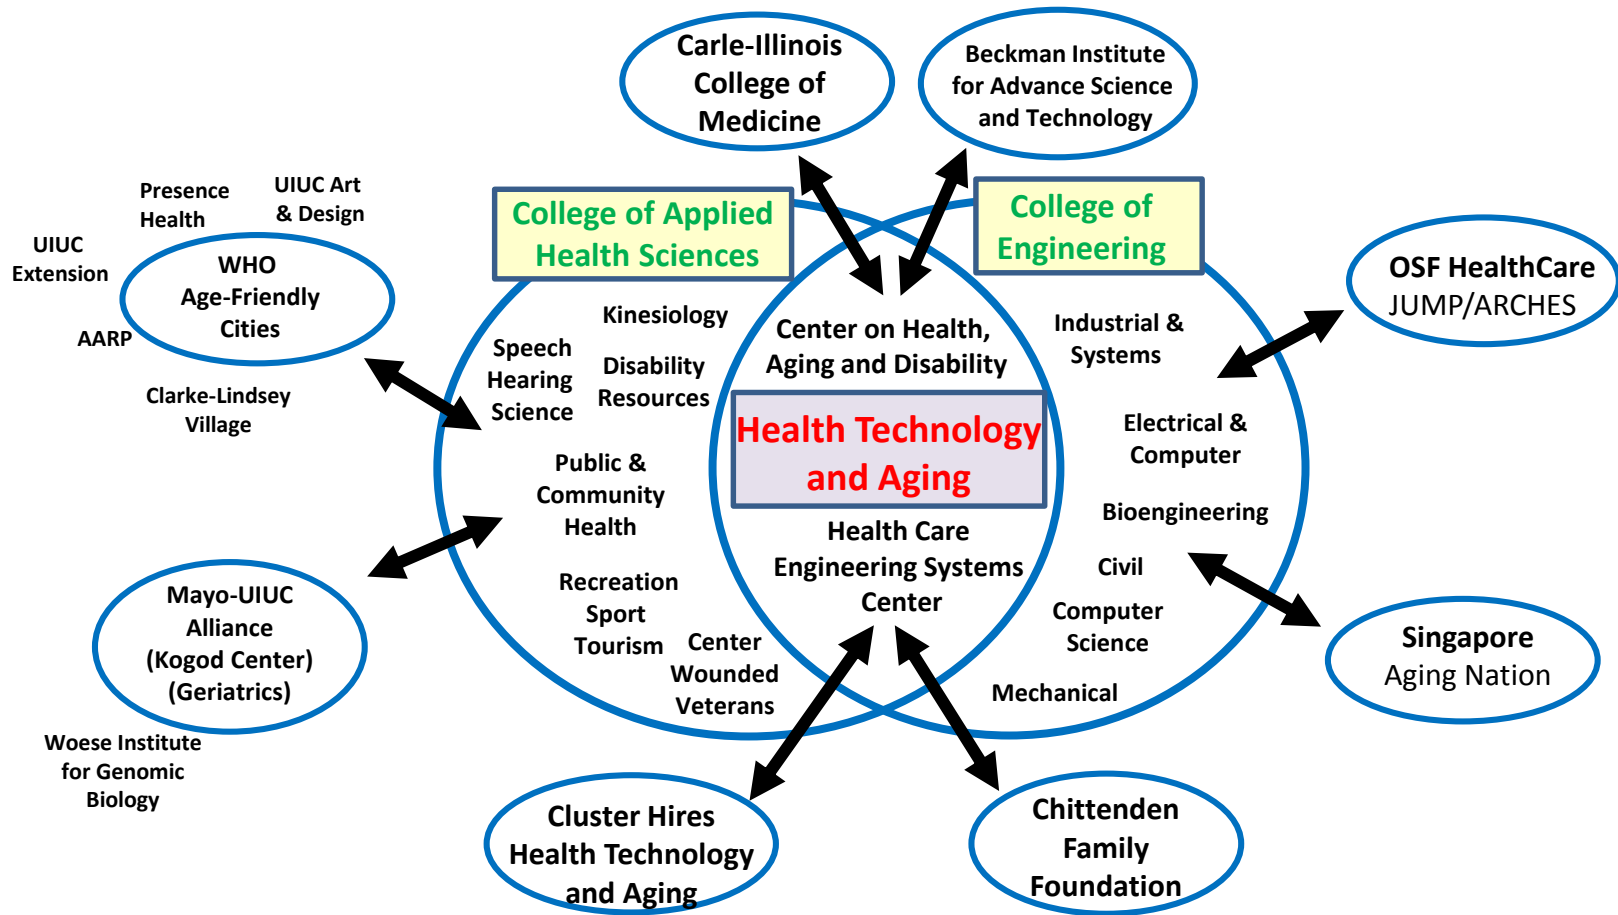 Carle-Illinois
College of
Medicine
Beckman Institute
for Advance Science
and Technology
Presence
Health
UIUC Art
& Design
UIUC
Extension
WHO
Age-Friendly
Cities
AARP
Clarke-Lindsey
Village
College of Applied
Health Sciences
College of
Engineering
OSF HealthCare
JUMP/ARCHES
Kinesiology
Speech
Hearing
Science
Disability
Resources
Center on Health,
Aging and Disability
Industrial &
Systems
Health Technology
and Aging
Electrical &
Computer
Public &
Community
Health
Bioengineering
Health Care
Engineering Systems
Center
Civil
Recreation
Sport
Tourism
Computer
Science
Center
Wounded
Veterans
Mechanical
Mayo-UIUC
Alliance
(Kogod Center)
(Geriatrics)
Singapore
Aging Nation
Woese Institute
for Genomic
Biology
Cluster Hires
Health Technology
and Aging
Chittenden
Family
Foundation